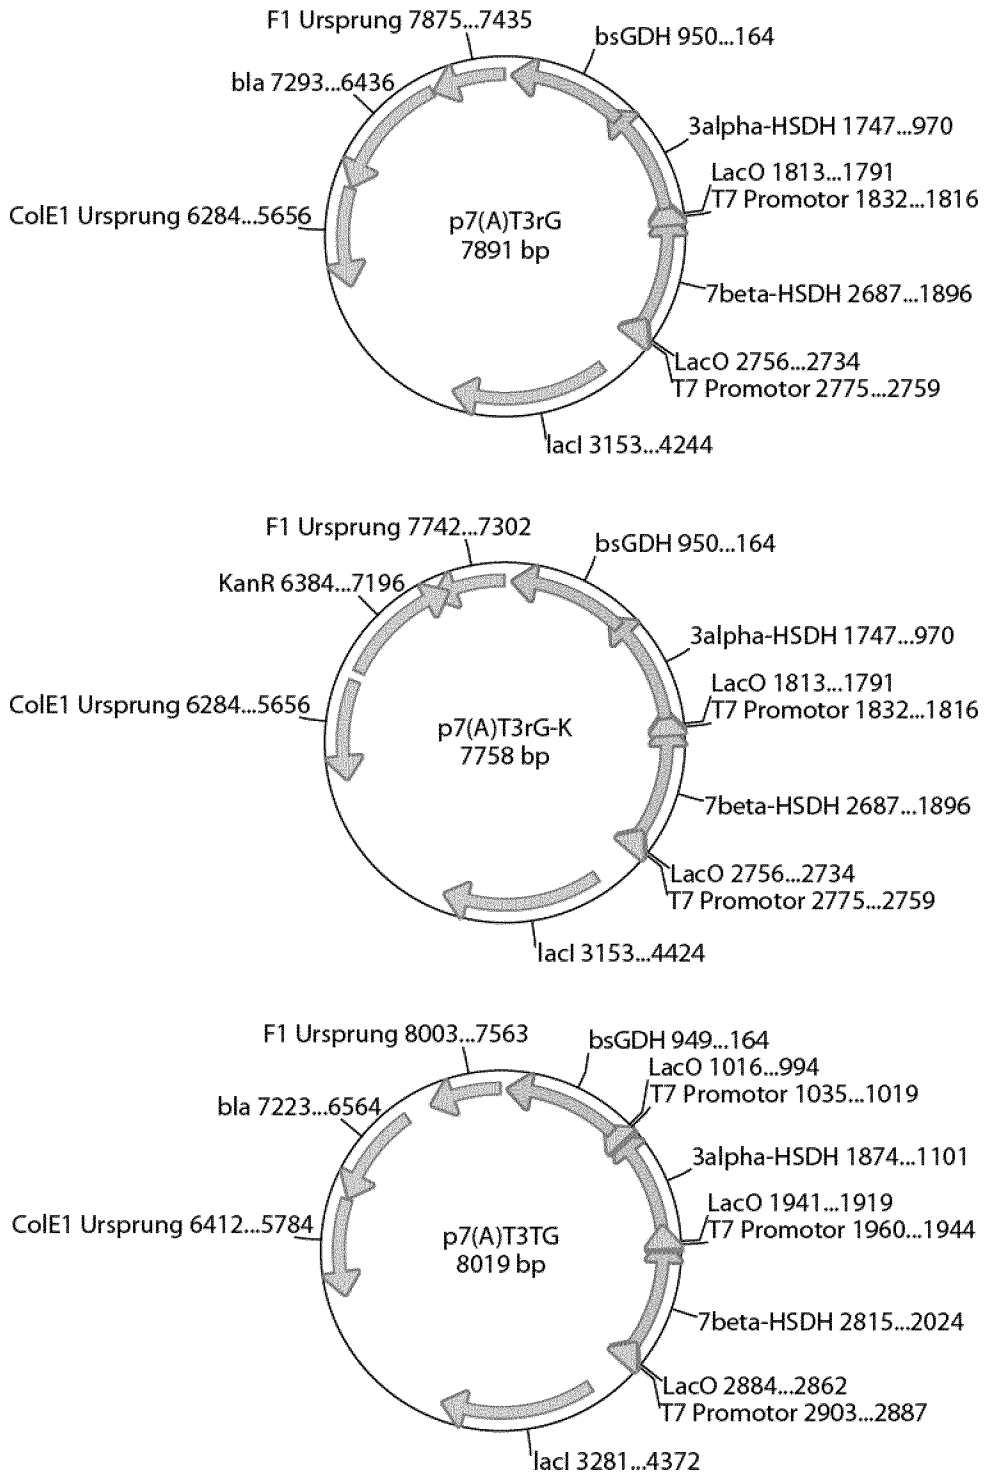 F1 Ursprung 7875...7435
bsGDH 950...164
bla 7293...6436
3alpha-HSDH 1747...970
LacO 1813...1791
T7 Promotor 1832...1816
ColE1 Ursprung 6284...5656
p7(A)T3rG
7891 bp
7beta-HSDH 2687...1896
LacO 2756...2734
T7 Promotor 2775...2759
lacI 3153...4244
F1 Ursprung 7742...7302
bsGDH 950...164
KanR 6384...7196
3alpha-HSDH 1747...970
LacO 1813...1791
T7 Promotor 1832...1816
ColE1 Ursprung 6284...5656
p7(A)T3rG-K
7758 bp
7beta-HSDH 2687...1896
LacO 2756...2734
T7 Promotor 2775...2759
lacI 3153...4424
F1 Ursprung 8003...7563
bsGDH 949...164
LacO 1016...994
T7 Promotor 1035...1019
bla 7223...6564
3alpha-HSDH 1874...1101
LacO 1941...1919
T7 Promotor 1960...1944
ColE1 Ursprung 6412...5784
p7(A)T3TG
8019 bp
7beta-HSDH 2815...2024
LacO 2884...2862
T7 Promotor 2903...2887
lacI 3281...4372